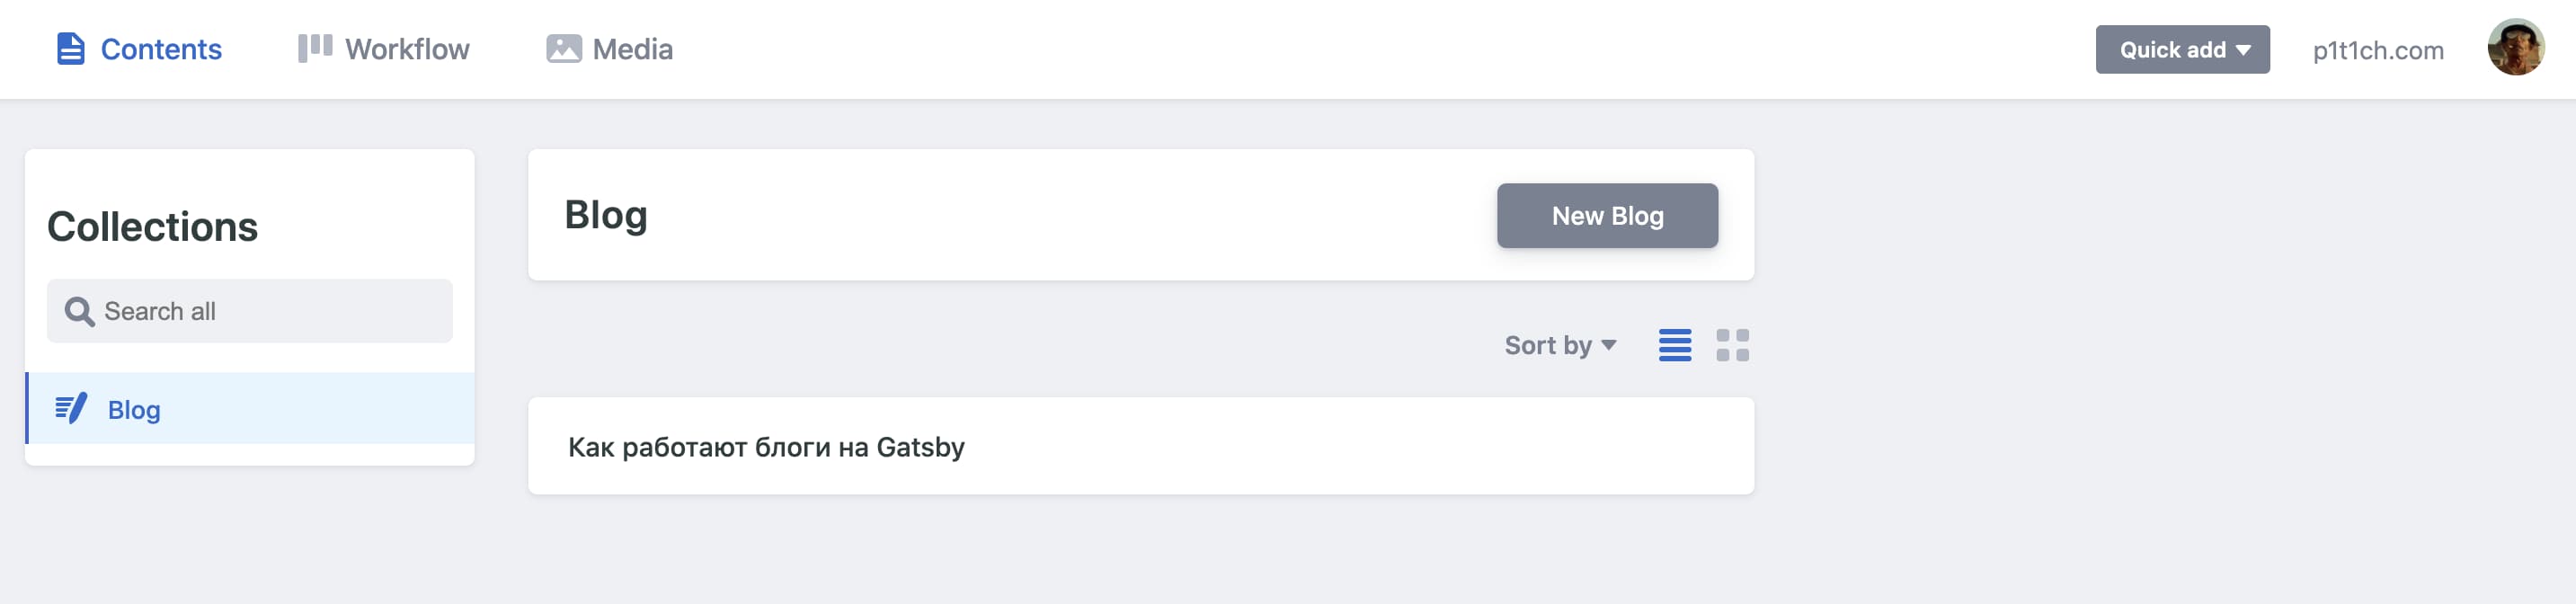 Contents
Workflow
Media
Quick add
p1t1ch.com
Collections
Search all
Blog
Blog
New Blog
Sort by
Как работают блоги на Gatsby